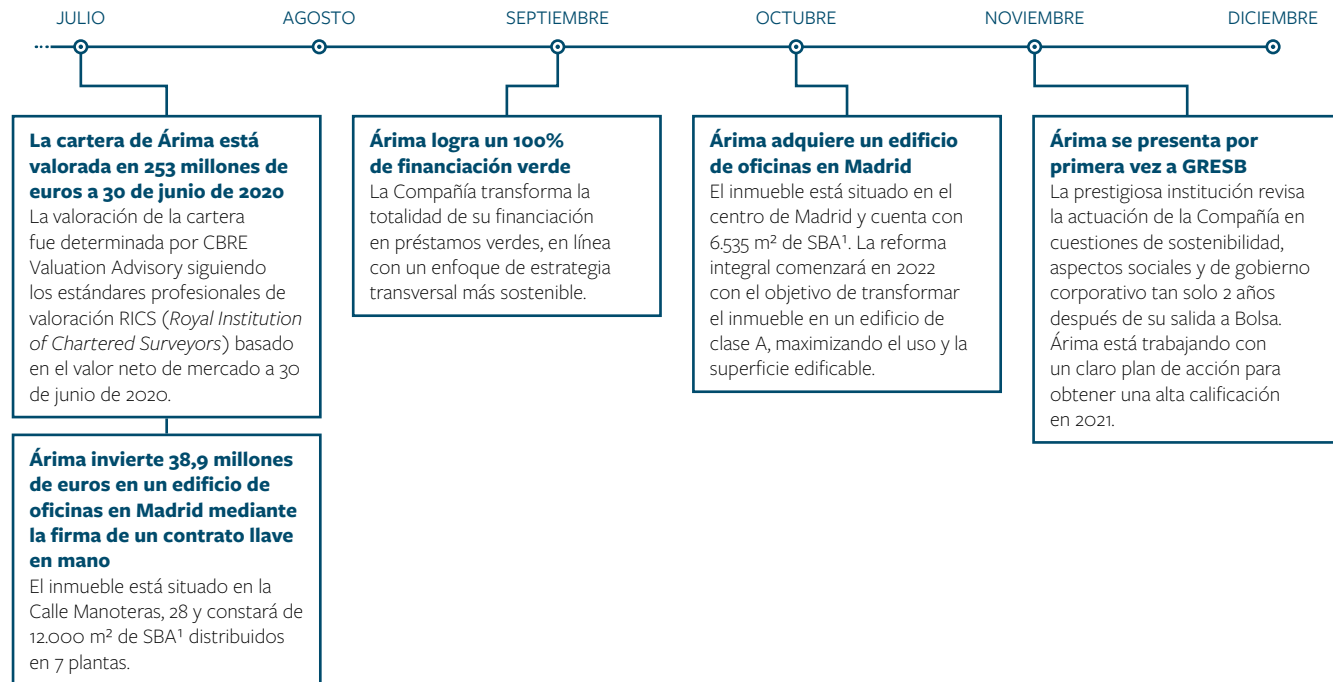 JULIO
AGOSTO
SEPTIEMBRE
OCTUBRE
NOVIEMBRE
DICIEMBRE
La cartera de Árima está
valorada en 253 millones de
euros a 30 de junio de 2020
La valoración de la cartera
fue determinada por CBRE
Valuation Advisory siguiendo
los estándares profesionales de
valoración RICS (Royal Institution
of Chartered Surveyors) basado
en el valor neto de mercado a 30
de junio de 2020.
Árima invierte 38,9 millones
de euros en un edificio de
oficinas en Madrid mediante
la firma de un contrato llave
en mano
El inmueble está situado en la
Calle Manoteras, 28 y constará de
12.000 m² de SBA¹ distribuidos
en 7 plantas.
Árima logra un 100%
de financiación verde
La Compañía transforma la
totalidad de su financiación
en préstamos verdes, en línea
con un enfoque de estrategia
transversal más sostenible.
Árima adquiere un edificio
de oficinas en Madrid
El inmueble está situado en el
centro de Madrid y cuenta con
6.535 m² de SBA¹. La reforma
integral comenzará en 2022
con el objetivo de transformar
el inmueble en un edificio de
clase A, maximizando el uso y la
superficie edificable.
Árima se presenta por
primera vez a GRESB
La prestigiosa institución revisa
la actuación de la Compañía en
cuestiones de sostenibilidad,
aspectos sociales y de gobierno
corporativo tan solo 2 años
después de su salida a Bolsa.
Árima está trabajando con
un claro plan de acción para
obtener una alta calificación
en 2021.